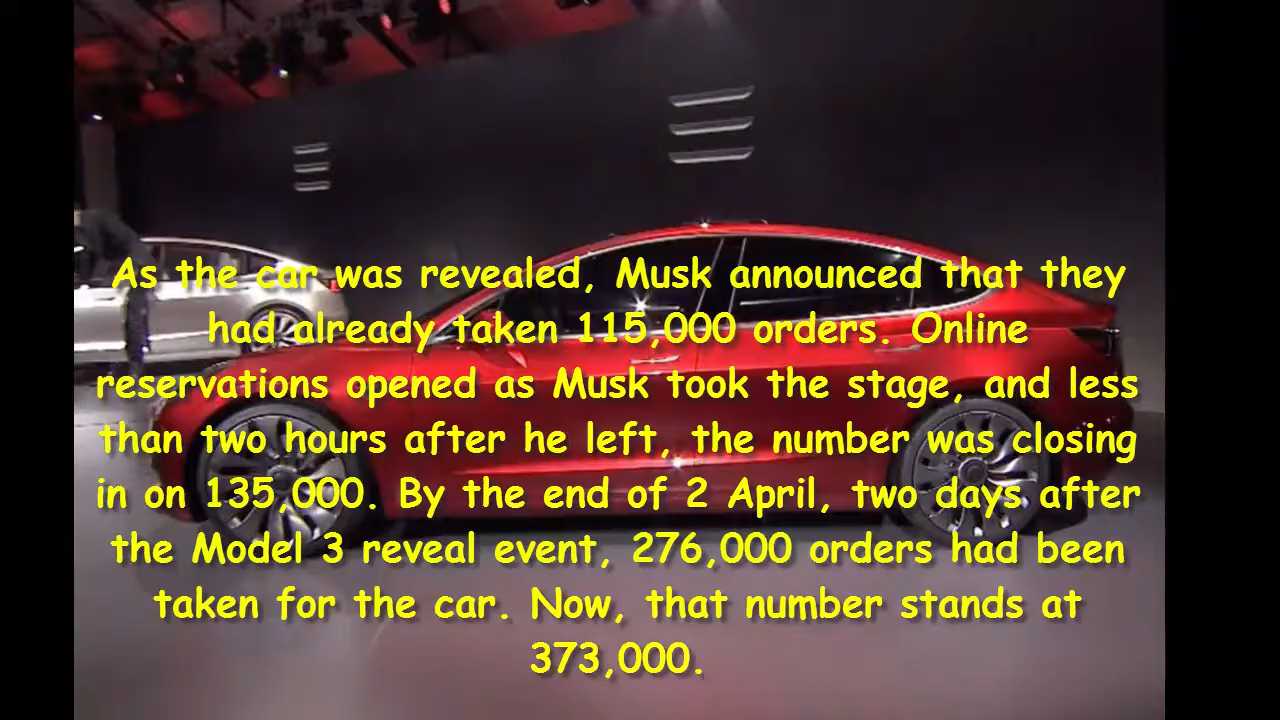 As the car was revealed, Musk announced that they
had already taken 115,000 orders. Online
reservations opened as Musk took the stage, and less
than two hours after he left, the number was closing
in on 135,000. By the end of 2 April, two days after
the Model 3 reveal event, 276,000 orders had been
taken for the car. Now, that number stands at
373,000.